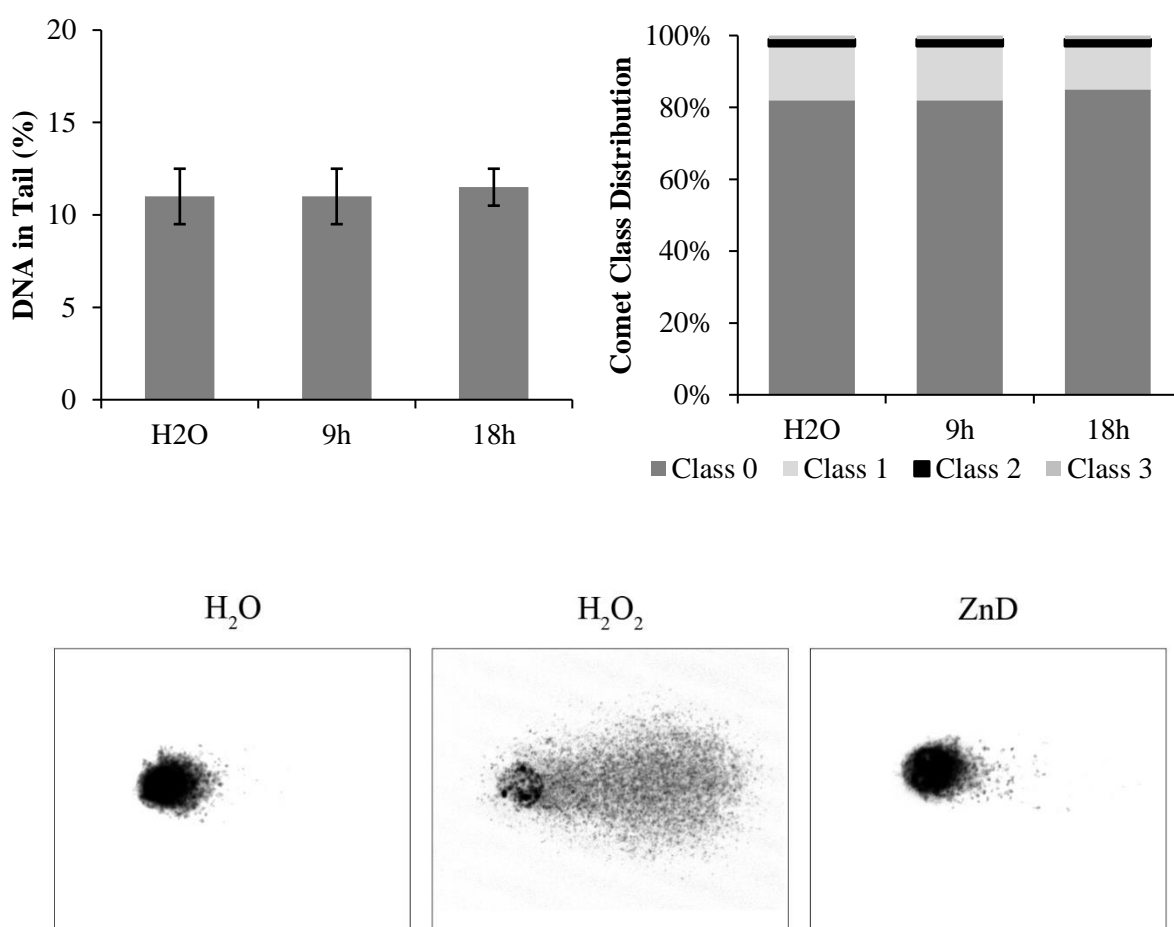 DNA in Tail (%)
20
15
10
5
0
H2O 9h 18h
Comet Class Distribution
100%
80%
60%
40%
20%
0%
H2O 9h 18h
Class 0 Class 1 Class 2 Class 3
H₂O H₂O₂ ZnD